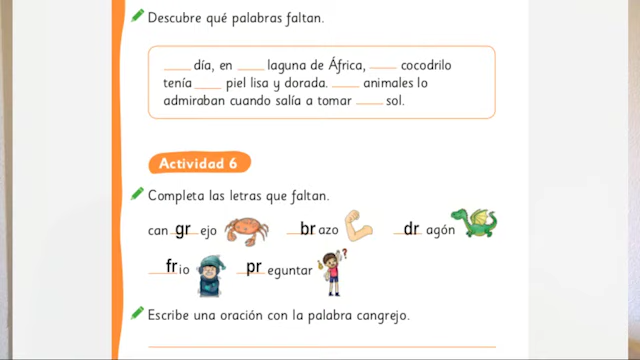 Descubre qué palabras faltan.
____ día, en ____ laguna de África, ____ cocodrilo
tenía ____ piel lisa y dorada. ____ animales lo
admiraban cuando salía a tomar ____ sol.
Actividad 6
Completa las letras que faltan.
can gr ejo br azo dr agón
fr io pr eguntar
Escribe una oración con la palabra cangrejo.